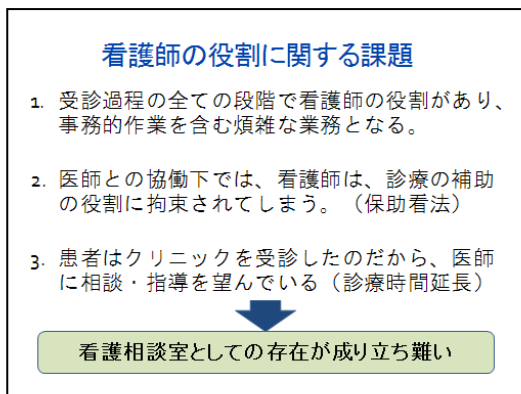 看護師の役割に関する課題
1. 受診過程の全ての段階で看護師の役割があり、
事務的作業を含む煩雑な業務となる。
2. 医師との協働下では、看護師は、診療の補助
の役割に拘束されてしまう。（保助看法）
3. 患者はクリニックを受診したのだから、医師
に相談・指導を望んでいる（診療時間延長）
看護相談室としての存在が成り立ち難い